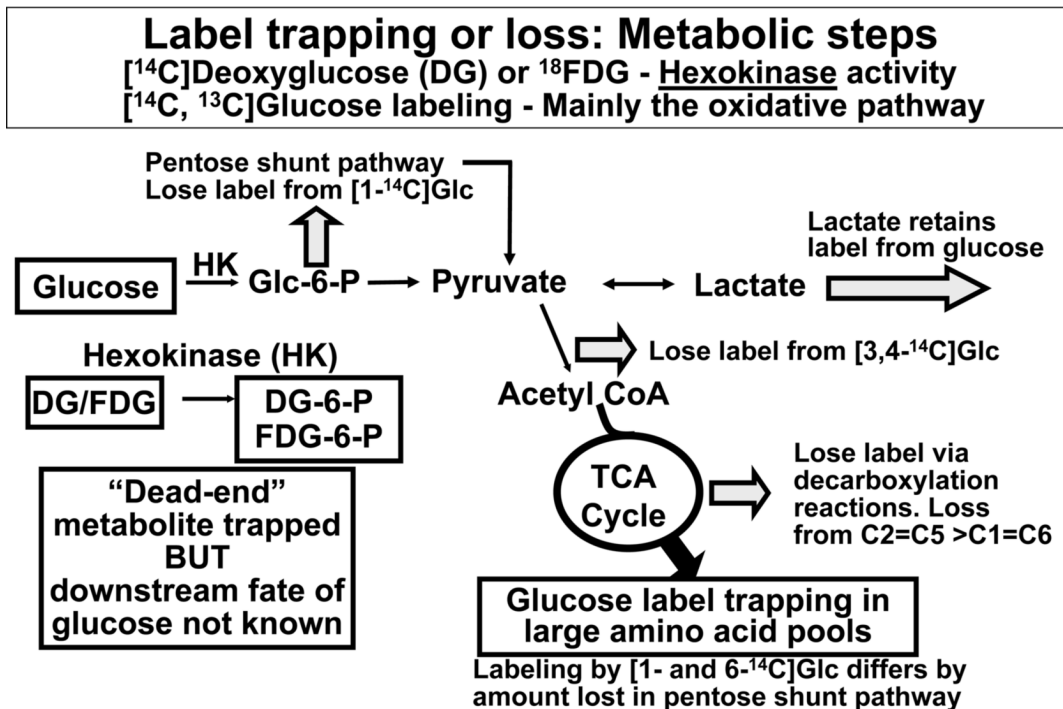 Label trapping or loss: Metabolic steps
[¹⁴C]Deoxyglucose (DG) or ¹⁸FDG - Hexokinase activity
[¹⁴C, ¹³C]Glucose labeling - Mainly the oxidative pathway
Pentose shunt pathway
Lose label from [1-¹⁴C]Glc
Lactate retains
label from glucose
Glucose
HK
Glc-6-P
Pyruvate
Lactate
Lose label from [3,4-¹⁴C]Glc
Hexokinase (HK)
DG/FDG
DG-6-P
FDG-6-P
Acetyl CoA
"Dead-end"
metabolite trapped
BUT
downstream fate of
glucose not known
TCA
Cycle
Lose label via
decarboxylation
reactions. Loss
from C2=C5 >C1=C6
Glucose label trapping in
large amino acid pools
Labeling by [1- and 6-¹⁴C]Glc differs by
amount lost in pentose shunt pathway